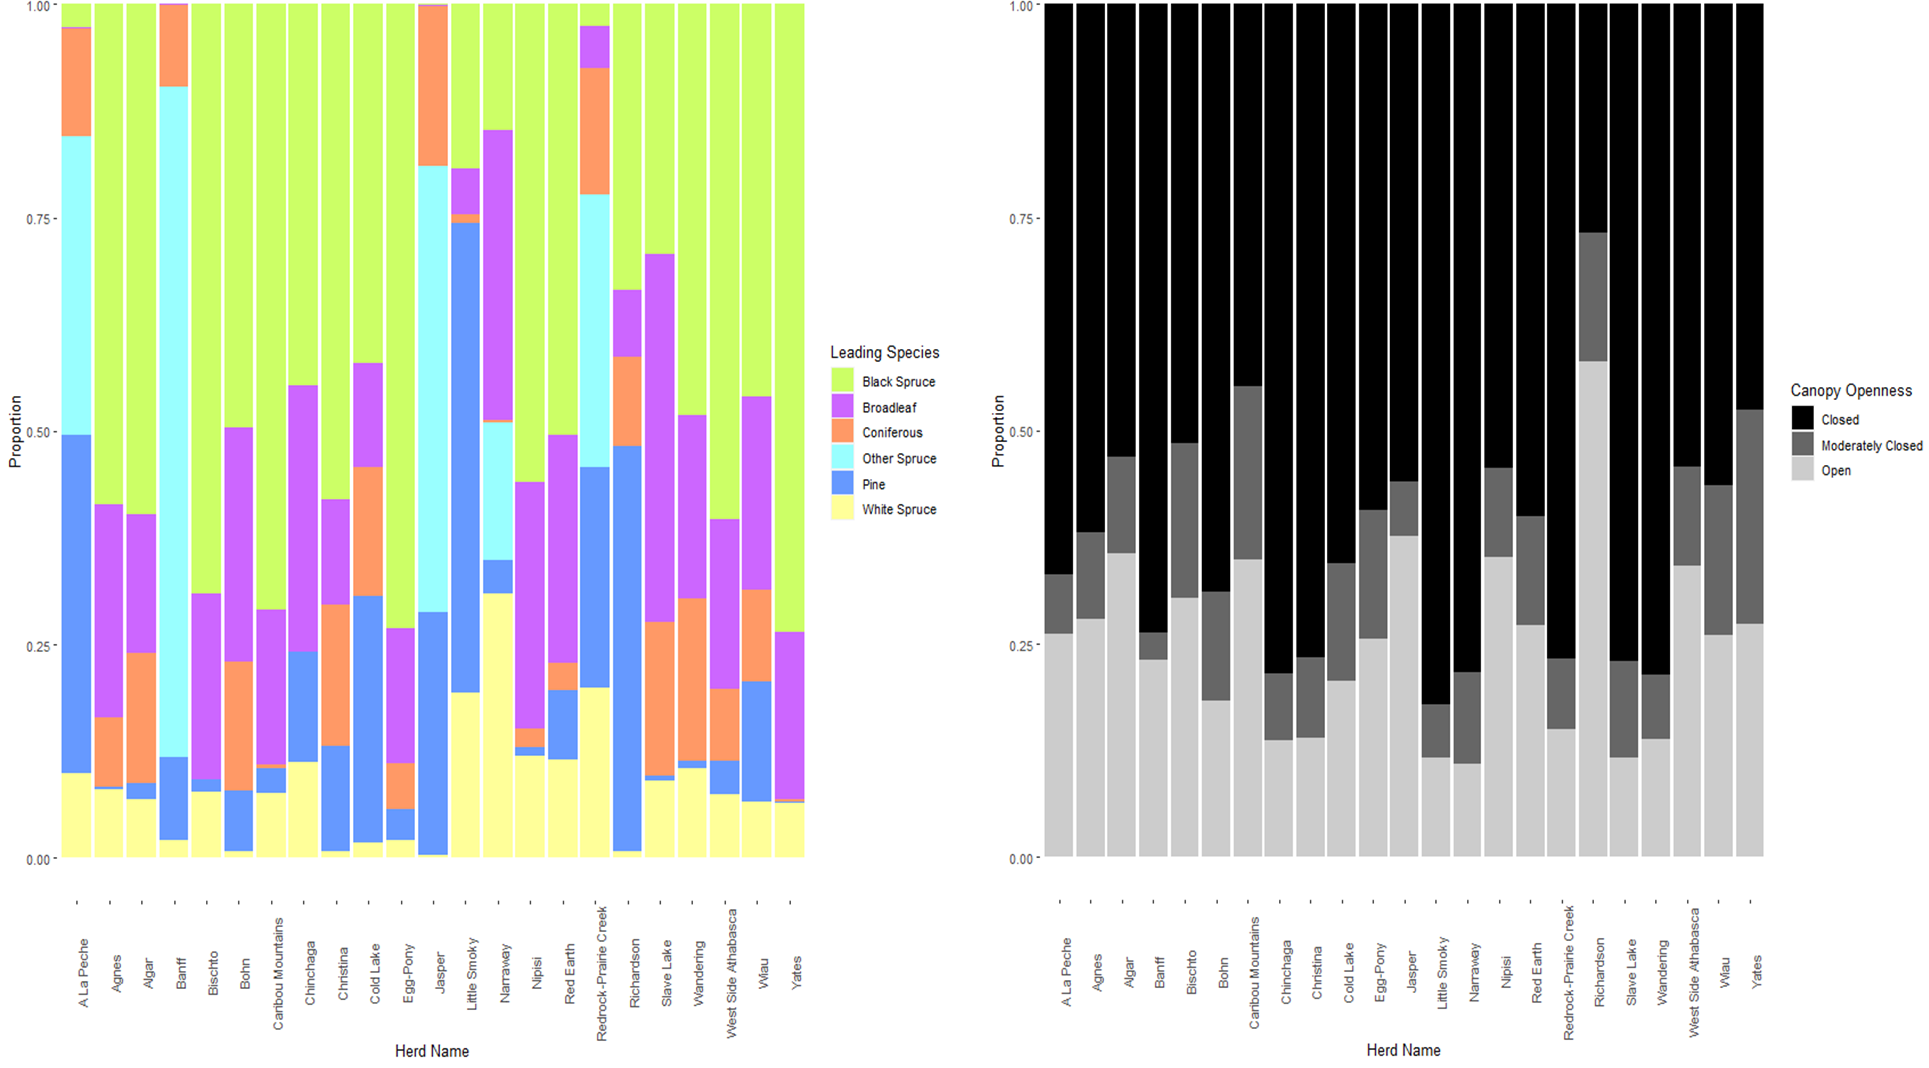 1.00
0.75
0.50
0.25
0.00
Proportion
A La Peche
Agnes
Algar
Banff
Bischto
Bohn
Caribou Mountains
Chinchaga
Christina
Cold Lake
Egg-Pony
Jasper
Little Smoky
Narraway
Nipisi
Red Earth
Redrock-Prairie Creek
Richardson
Slave Lake
Wandering
West Side Athabasca
Wiau
Yates
Herd Name
Leading Species
Black Spruce
Broadleaf
Coniferous
Other Spruce
Pine
White Spruce
1.00
0.75
0.50
0.25
0.00
Proportion
A La Peche
Agnes
Algar
Banff
Bischto
Bohn
Caribou Mountains
Chinchaga
Christina
Cold Lake
Egg-Pony
Jasper
Little Smoky
Narraway
Nipisi
Red Earth
Redrock-Prairie Creek
Richardson
Slave Lake
Wandering
West Side Athabasca
Wiau
Yates
Herd Name
Canopy Openness
Closed
Moderately Closed
Open